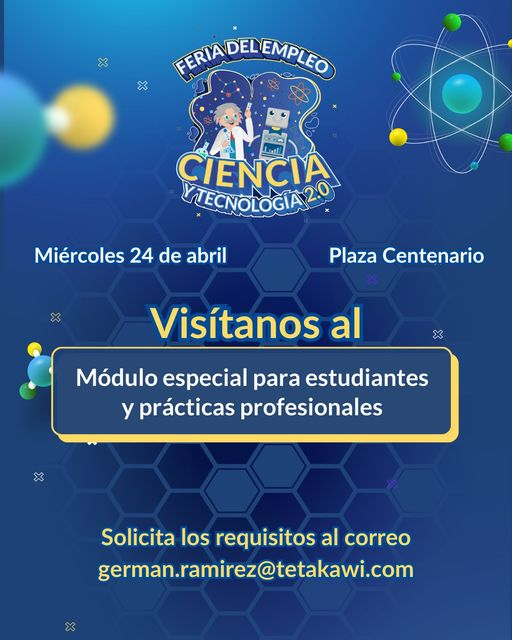 FERIA DEL EMPLEO
CIENCIA
Y TECNOLOGÍA 2.0
Miércoles 24 de abril
Plaza Centenario
Visítanos al
Módulo especial para estudiantes
y prácticas profesionales
Solicita los requisitos al correo
german.ramirez@tetakawi.com